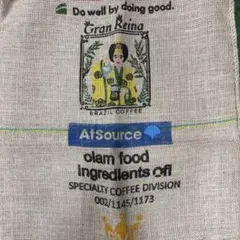 Do well by doing good.
Gran Reina
BRAZIL COFFEE
AtSource
olam food
ingredients ofi
SPECIALTY COFFEE DIVISION
002/1145/1173